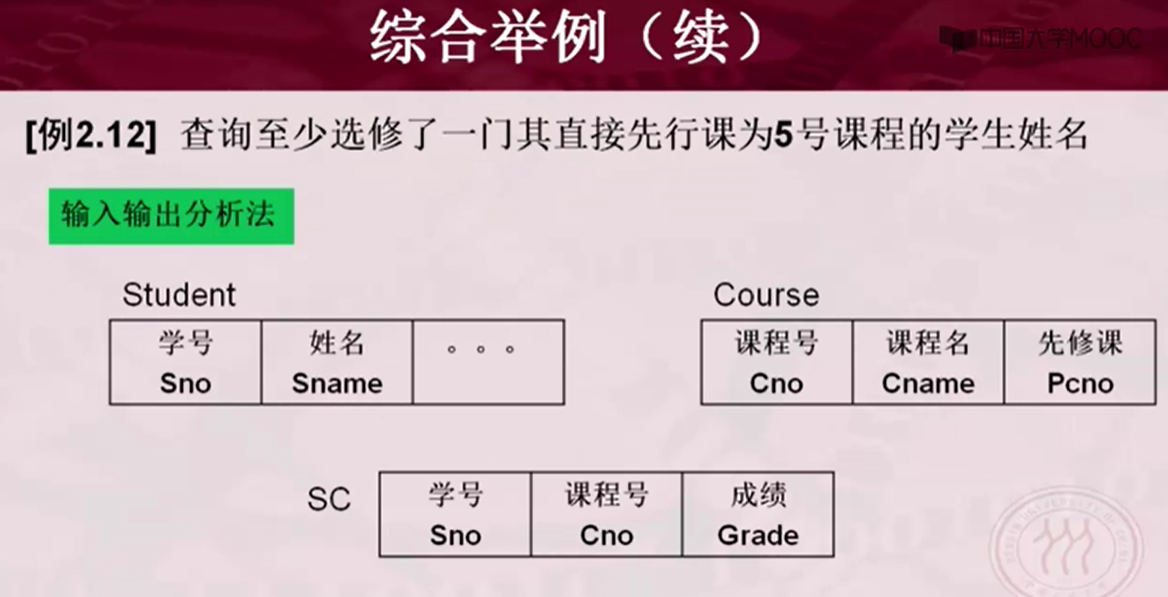 综合举例（续）
中国大学MOOC
[例2.12] 查询至少选修了一门其直接先行课为5号课程的学生姓名
输入输出分析法
Student
学号 姓名 。。。
Sno Sname
Course
课程号 课程名 先修课
Cno Cname Pcno
SC
学号 课程号 成绩
Sno Cno Grade